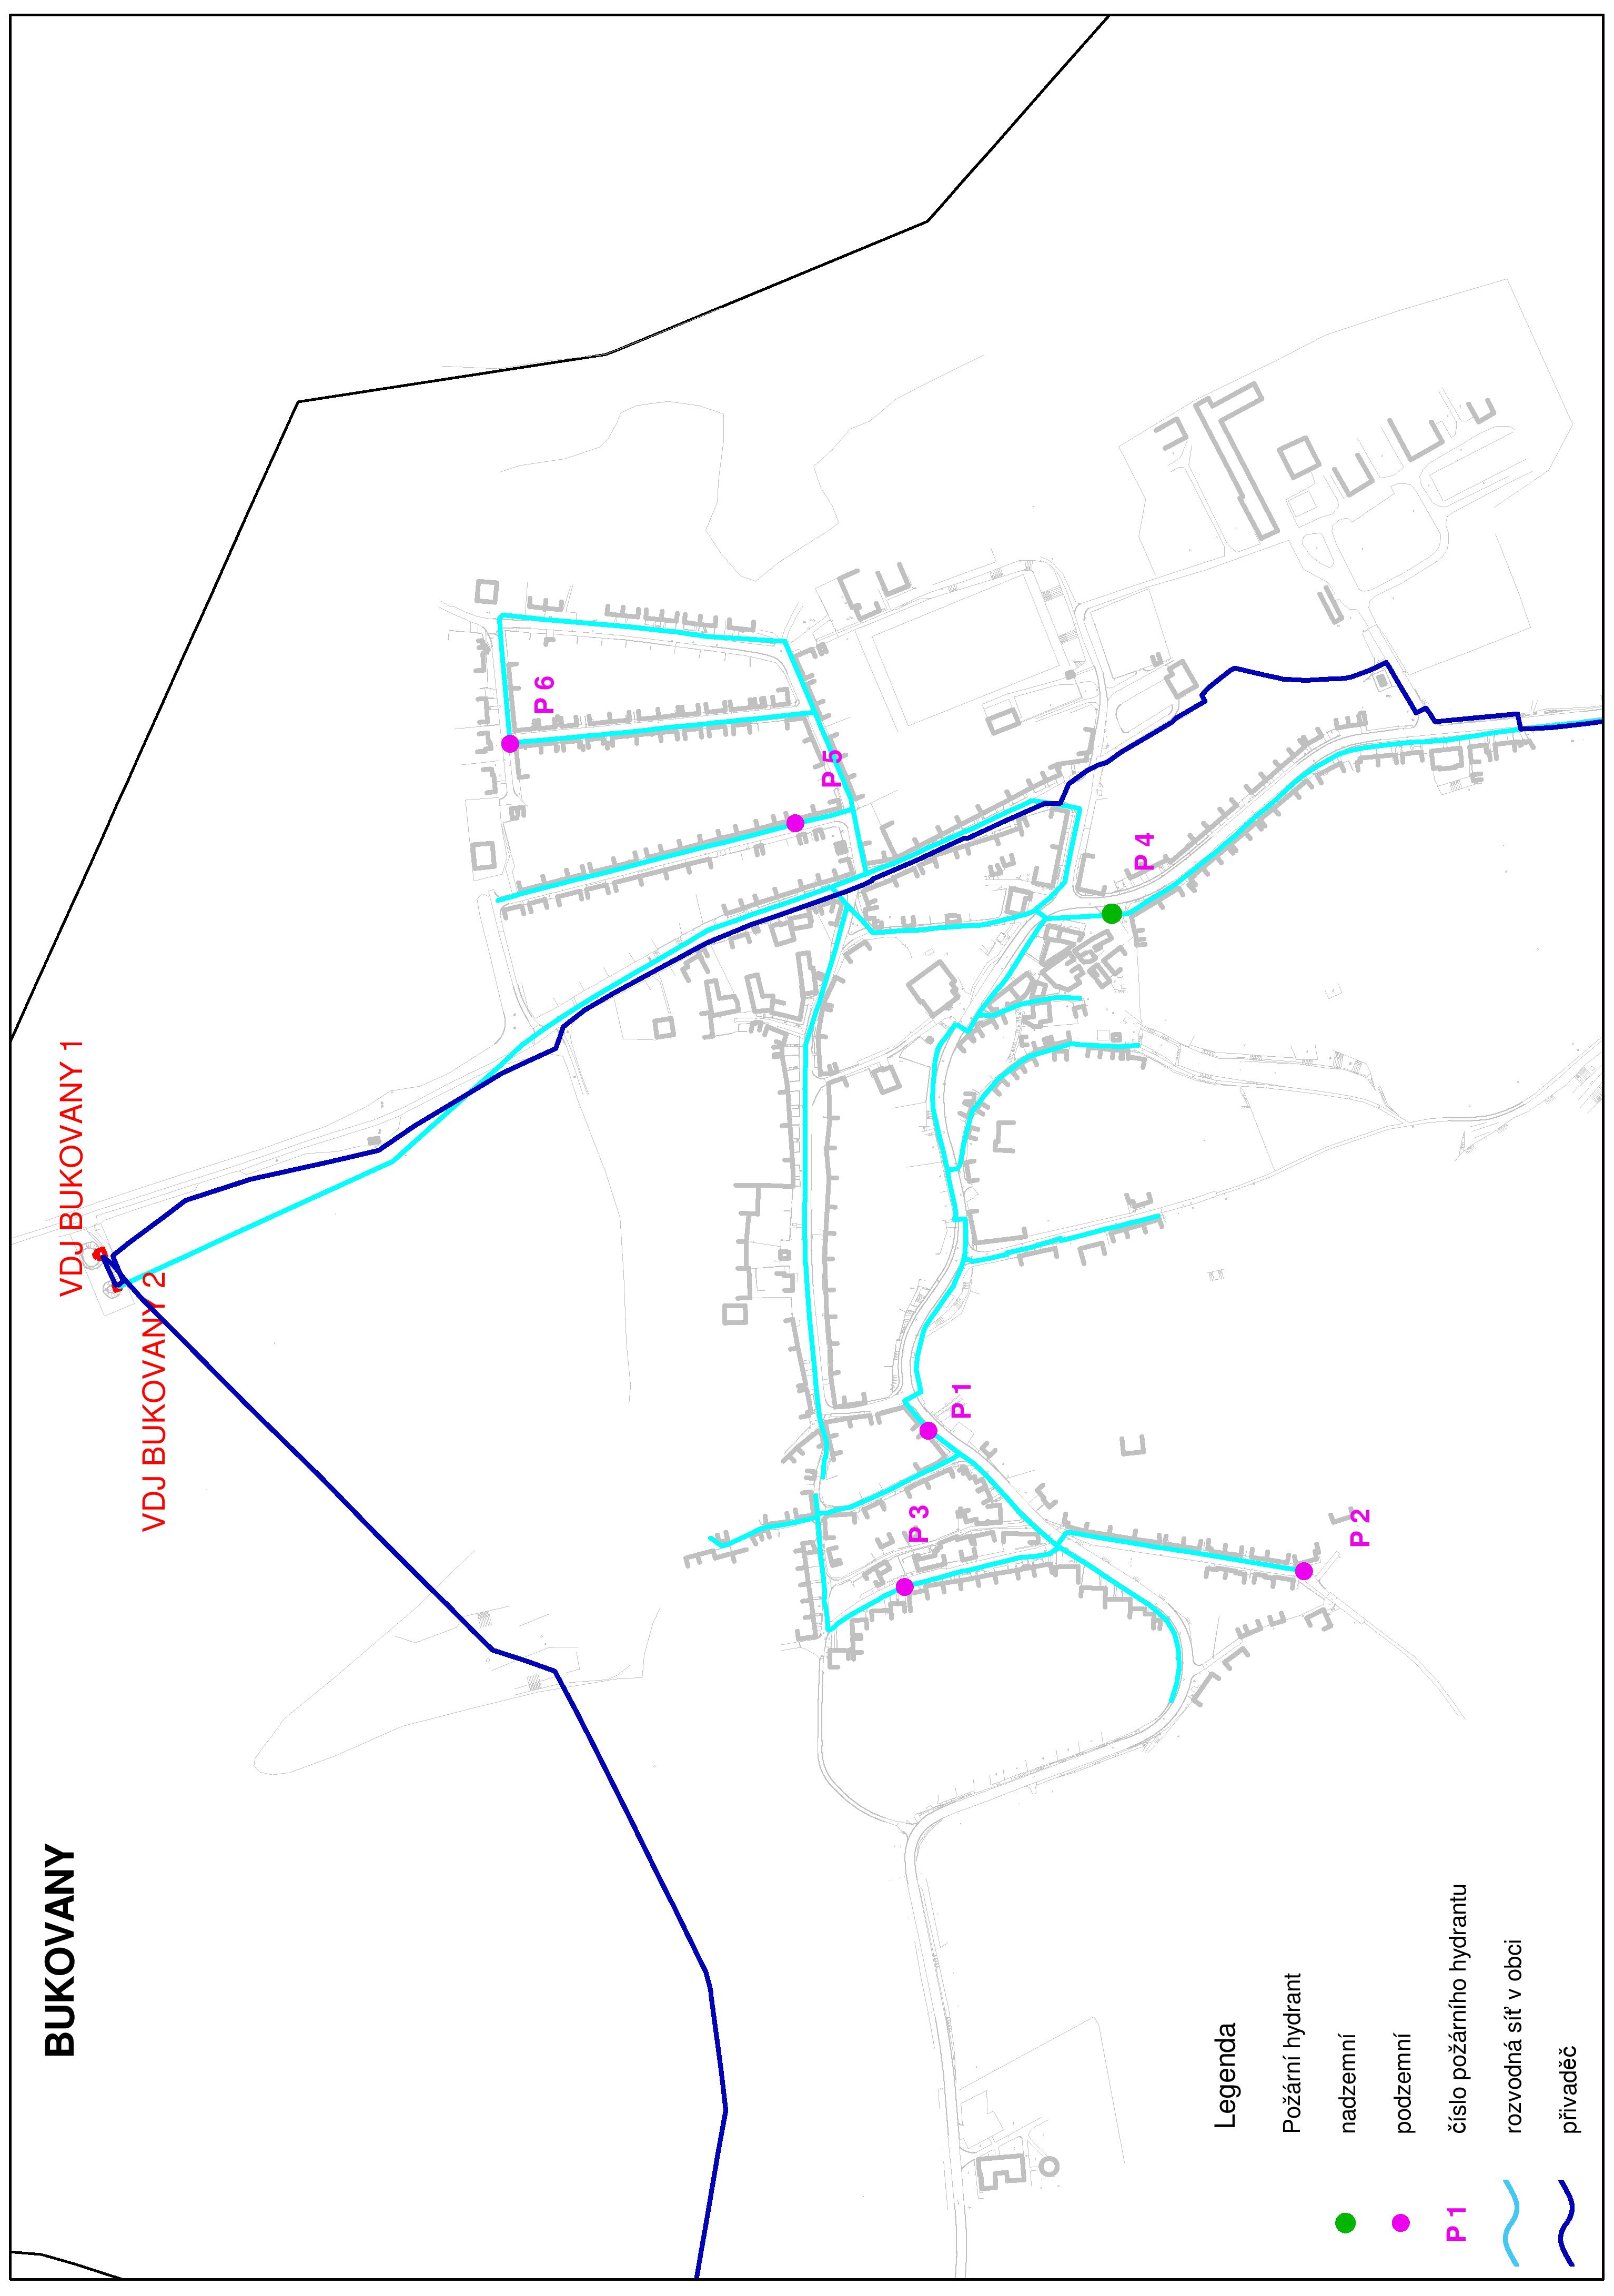 BUKOVANY
VDJ BUKOVANY 1
VDJ BUKOVANY 2
P 6
P 5
P 4
P 1
P 3
P 2
Legenda
Požární hydrant
nadzemní
podzemní
P 1 číslo požárního hydrantu
rozvodná síť v obci
přivaděč